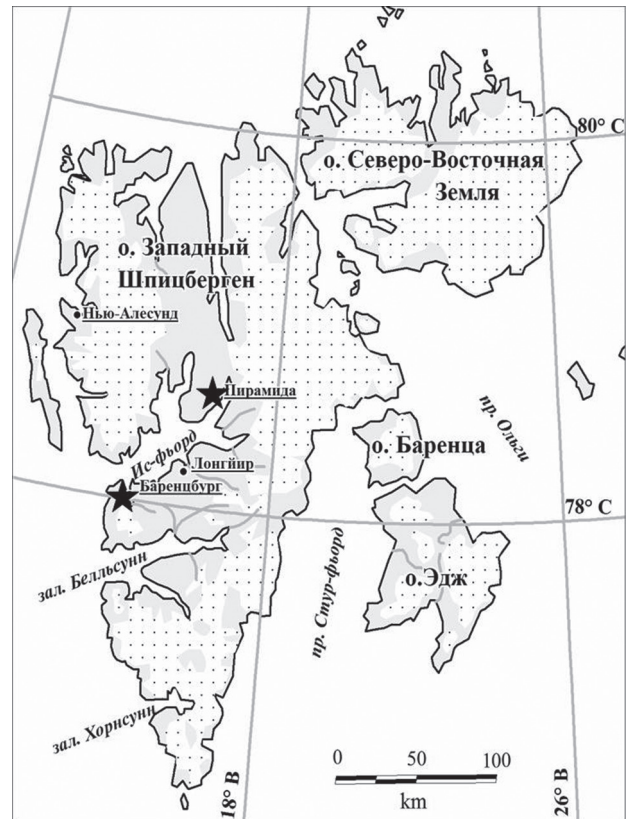 80° С
о. Северо-Восточная
Земля
о. Западный
Шпицберген
Нью-Алесунд
Пирамида
пр. Ольги
о. Баренца
Ис-фьорд
Лонгйир
Баренцбург
78° С
зал. Белльсунн
пр. Стур-фьорд
о.Эдж
зал. Хорнсунн
0 50 100
km
18° В
26° В